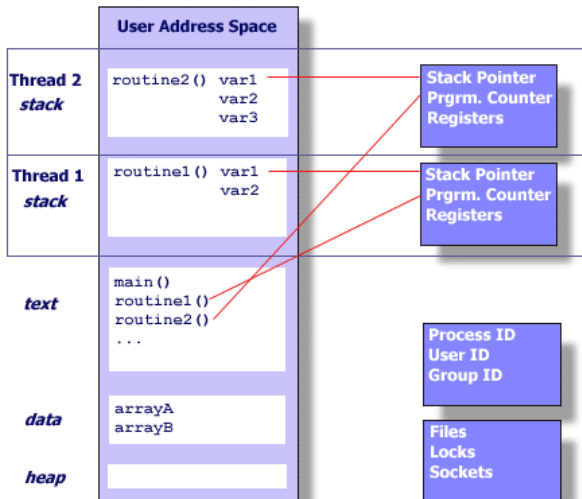 User Address Space
Thread 2
stack
routine2() var1
var2
var3
Stack Pointer
Prgrm. Counter
Registers
Thread 1
stack
routine1() var1
var2
Stack Pointer
Prgrm. Counter
Registers
text
main()
routine1()
routine2()
...
Process ID
User ID
Group ID
data
arrayA
arrayB
Files
Locks
Sockets
heap